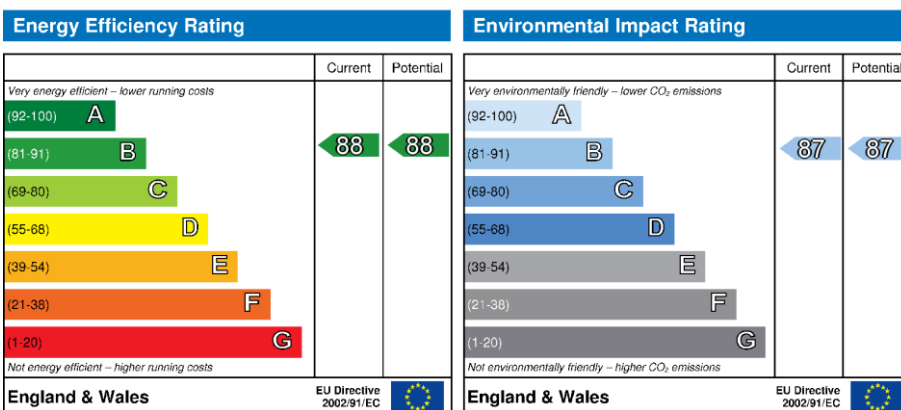 Energy Efficiency Rating
Current Potential
Very energy efficient – lower running costs
(92-100) A
(81-91) B
88 88
(69-80) C
(55-68) D
(39-54) E
(21-38) F
(1-20) G
Not energy efficient – higher running costs
England & Wales
EU Directive
2002/91/EC
Environmental Impact Rating
Current Potential
Very environmentally friendly – lower CO₂ emissions
(92-100) A
(81-91) B
87 87
(69-80) C
(55-68) D
(39-54) E
(21-38) F
(1-20) G
Not environmentally friendly – higher CO₂ emissions
England & Wales
EU Directive
2002/91/EC